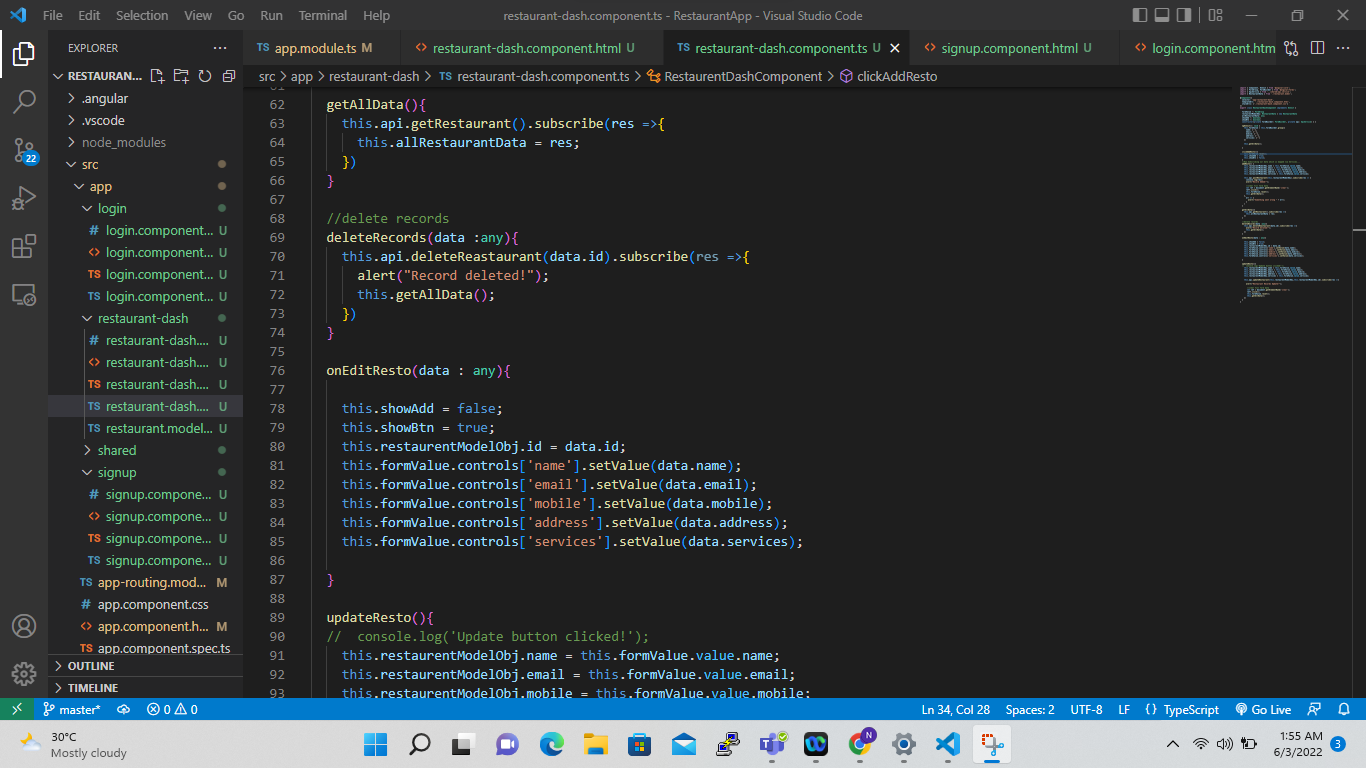 File Edit Selection View Go Run Terminal Help
restaurant-dash.component.ts - RestaurantApp - Visual Studio Code
EXPLORER
TS app.module.ts M
<> restaurant-dash.component.html U
TS restaurant-dash.component.ts U
<> signup.component.html U
<> login.component.htm
RESTAURAN...
src > app > restaurant-dash > TS restaurant-dash.component.ts > RestaurentDashComponent > clickAddResto
.angular
.vscode
node_modules
src
app
login
# login.component... U
<> login.component... U
TS login.component... U
TS login.component... U
restaurant-dash
# restaurant-dash.... U
<> restaurant-dash.... U
TS restaurant-dash.... U
TS restaurant-dash.... U
TS restaurant.model... U
shared
signup
# signup.compone... U
<> signup.compone... U
TS signup.compone... U
TS signup.compone... U
TS app-routing.mod... M
# app.component.css
<> app.component.h... M
TS app.component.spec.ts
OUTLINE
TIMELINE
22
61
62 getAllData(){
63 this.api.getRestaurant().subscribe(res =>{
64 this.allRestaurantData = res;
65 })
66 }
67
68 //delete records
69 deleteRecords(data :any){
70 this.api.deleteReastaurant(data.id).subscribe(res =>{
71 alert("Record deleted!");
72 this.getAllData();
73 })
74 }
75
76 onEditResto(data : any){
77
78 this.showAdd = false;
79 this.showBtn = true;
80 this.restaurentModelObj.id = data.id;
81 this.formValue.controls['name'].setValue(data.name);
82 this.formValue.controls['email'].setValue(data.email);
83 this.formValue.controls['mobile'].setValue(data.mobile);
84 this.formValue.controls['address'].setValue(data.address);
85 this.formValue.controls['services'].setValue(data.services);
86
87 }
88
89 updateResto(){
90 //  console.log('Update button clicked!');
91 this.restaurentModelObj.name = this.formValue.value.name;
92 this.restaurentModelObj.email = this.formValue.value.email;
93 this.restaurentModelObj.mobile = this.formValue.value.mobile;
master* 0 0 Ln 34, Col 28 Spaces: 2 UTF-8 LF {} TypeScript Go Live
30°C
Mostly cloudy
N
1:55 AM
6/3/2022
3